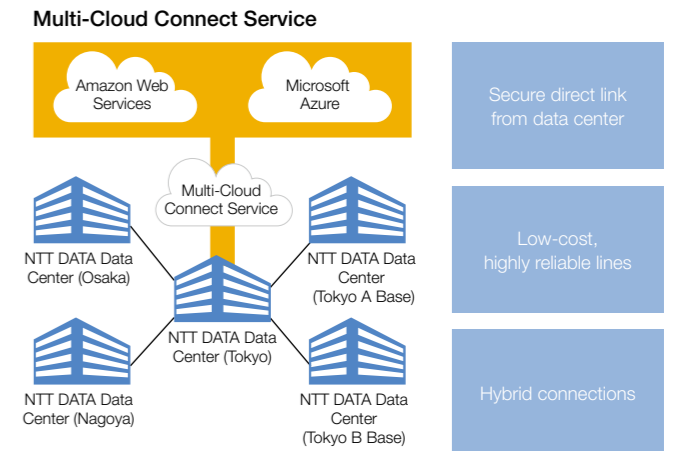 Multi-Cloud Connect Service
Amazon Web
Services
Microsoft
Azure
Secure direct link
from data center
Multi-Cloud
Connect Service
Low-cost,
highly reliable lines
NTT DATA Data
Center (Osaka)
NTT DATA Data
Center
(Tokyo A Base)
NTT DATA Data
Center (Tokyo)
Hybrid connections
NTT DATA Data
Center (Nagoya)
NTT DATA Data
Center
(Tokyo B Base)